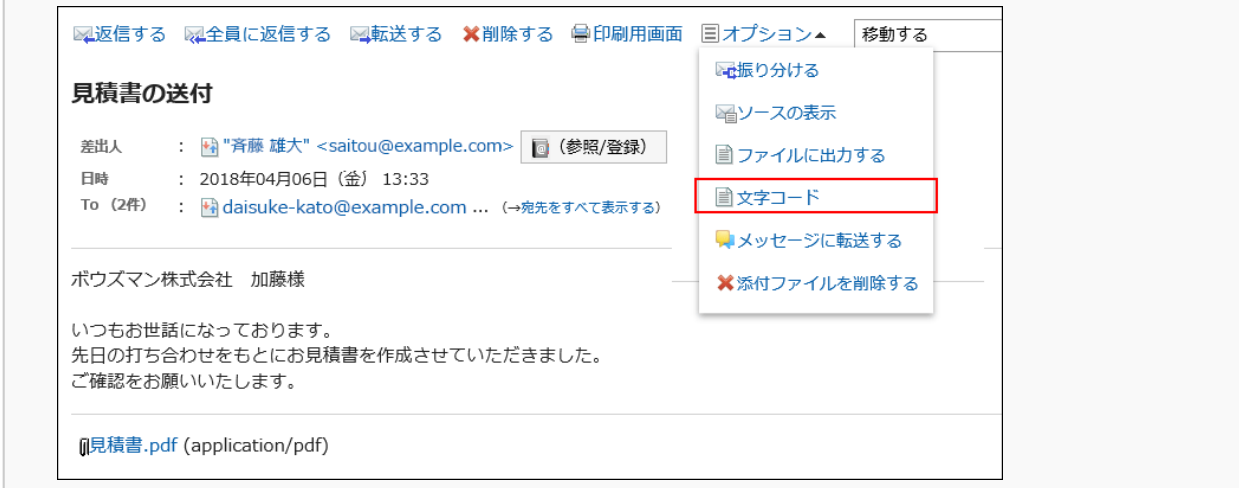 返信する 全員に返信する 転送する 削除する 印刷用画面 オプション▲ 移動する
振り分ける
ソースの表示
ファイルに出力する
文字コード
メッセージに転送する
添付ファイルを削除する
見積書の送付
差出人 : "斉藤 雄大" <saitou@example.com> (参照/登録)
日時 : 2018年04月06日(金) 13:33
To (2件) : daisuke-kato@example.com ... (→宛先をすべて表示する)
ボウズマン株式会社 加藤様
いつもお世話になっております。
先日の打ち合わせをもとにお見積書を作成させていただきました。
ご確認をお願いいたします。
見積書.pdf (application/pdf)